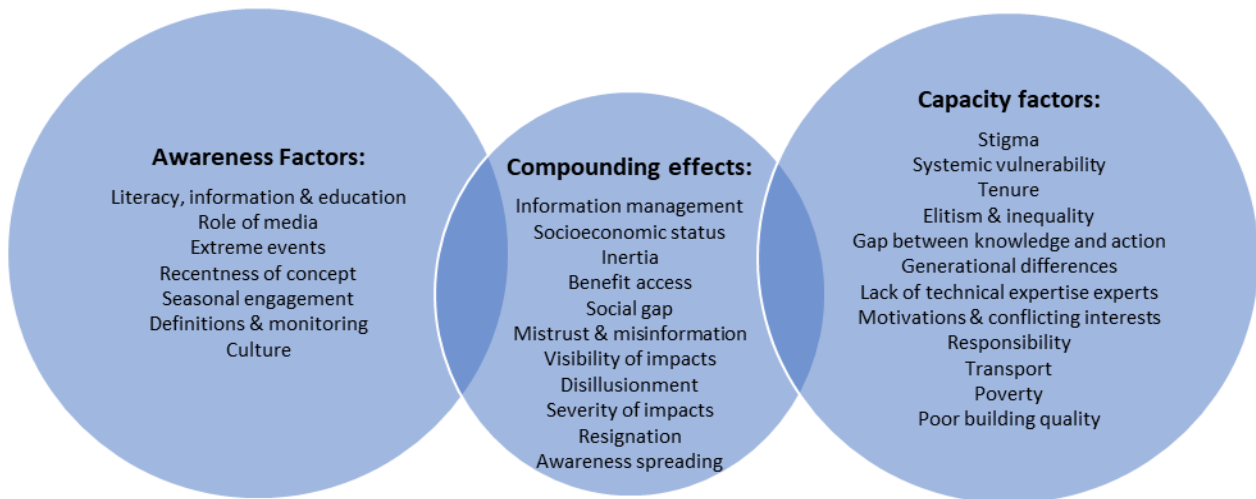 Awareness Factors:
Literacy, information & education
Role of media
Extreme events
Recentness of concept
Seasonal engagement
Definitions & monitoring
Culture
Compounding effects:
Information management
Socioeconomic status
Inertia
Benefit access
Social gap
Mistrust & misinformation
Visibility of impacts
Disillusionment
Severity of impacts
Resignation
Awareness spreading
Capacity factors:
Stigma
Systemic vulnerability
Tenure
Elitism & inequality
Gap between knowledge and action
Generational differences
Lack of technical expertise experts
Motivations & conflicting interests
Responsibility
Transport
Poverty
Poor building quality